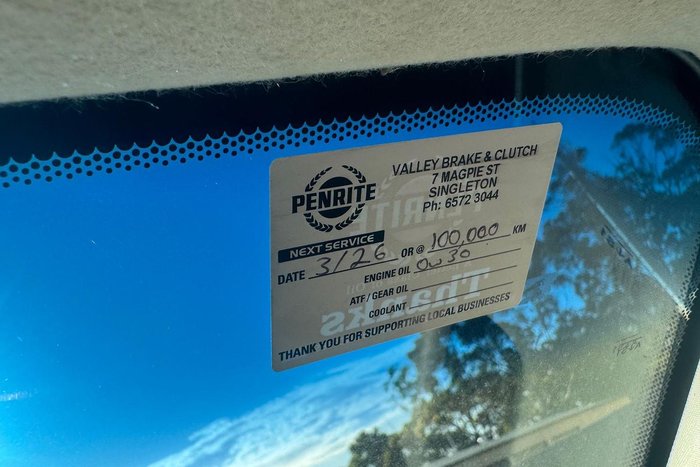 PENRITE
VALLEY BRAKE & CLUTCH
7 MAGPIE ST
SINGLETON
Ph: 6572 3044
NEXT SERVICE
DATE 3/26 OR @ 100,000 KM
ENGINE OIL 0w30
ATF / GEAR OIL
COOLANT
THANK YOU FOR SUPPORTING LOCAL BUSINESSES
Thanks